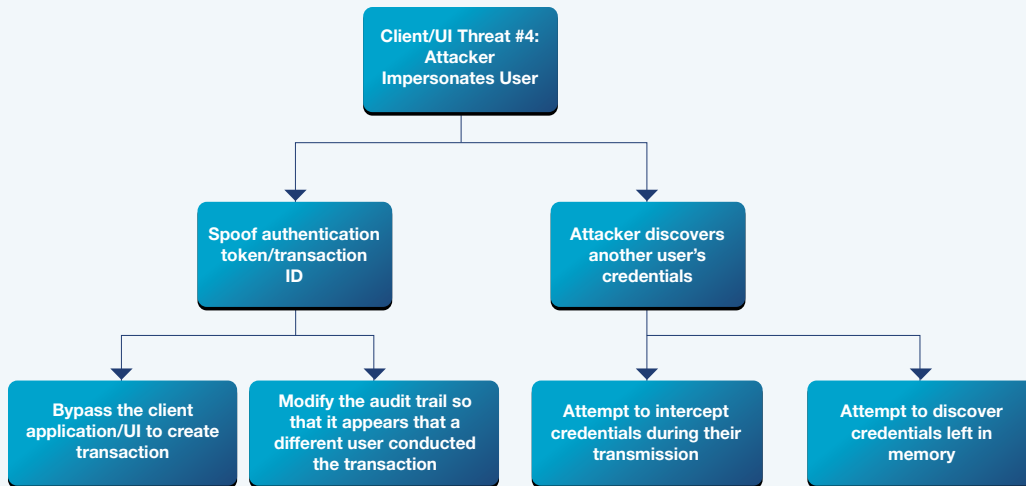 Client/UI Threat #4:
Attacker
Impersonates User
Spoof authentication
token/transaction
ID
Attacker discovers
another user’s
credentials
Bypass the client
application/UI to create
transaction
Modify the audit trail so
that it appears that a
different user conducted
the transaction
Attempt to intercept
credentials during their
transmission
Attempt to discover
credentials left in
memory